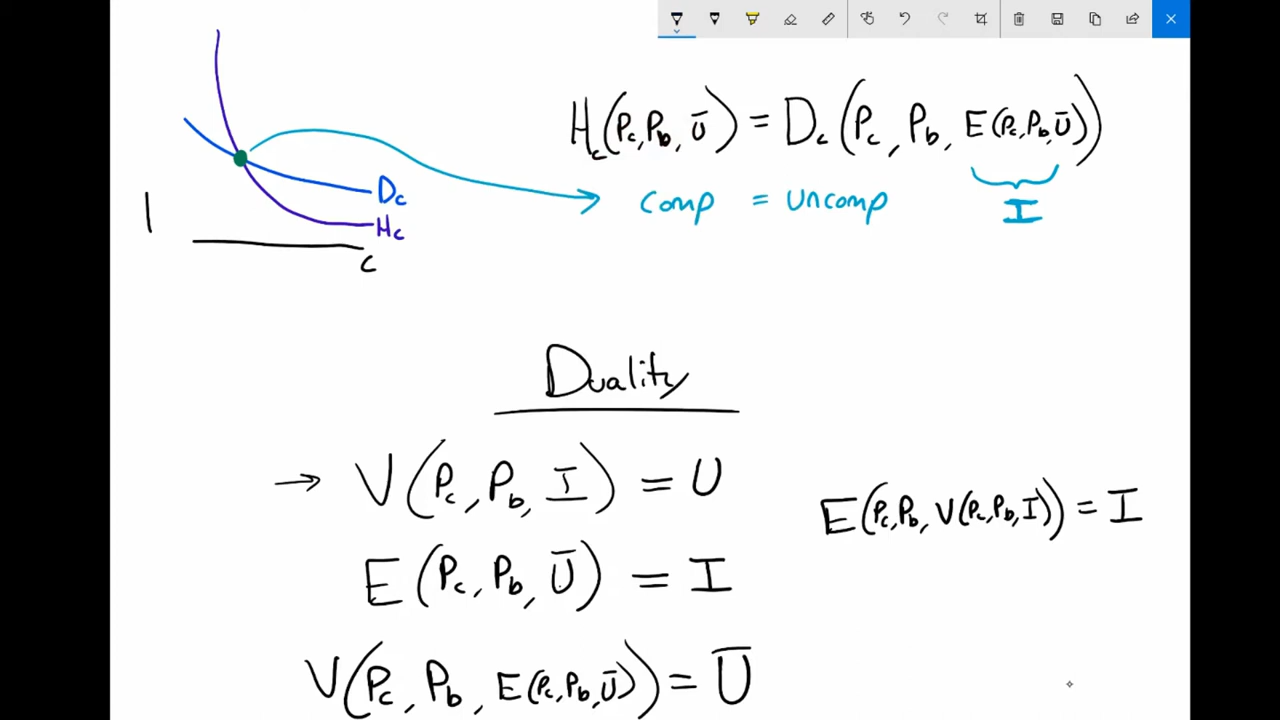 H_c(P_c, P_b, Ū) = D_c(P_c, P_b, E(P_c, P_b, Ū))
D_c
comp = uncomp
I
H_c
c
Duality
→ V(P_c, P_b, I) = U
E(P_c, P_b, V(P_c, P_b, I)) = I
E(P_c, P_b, Ū) = I
V(P_c, P_b, E(P_c, P_b, Ū)) = Ū